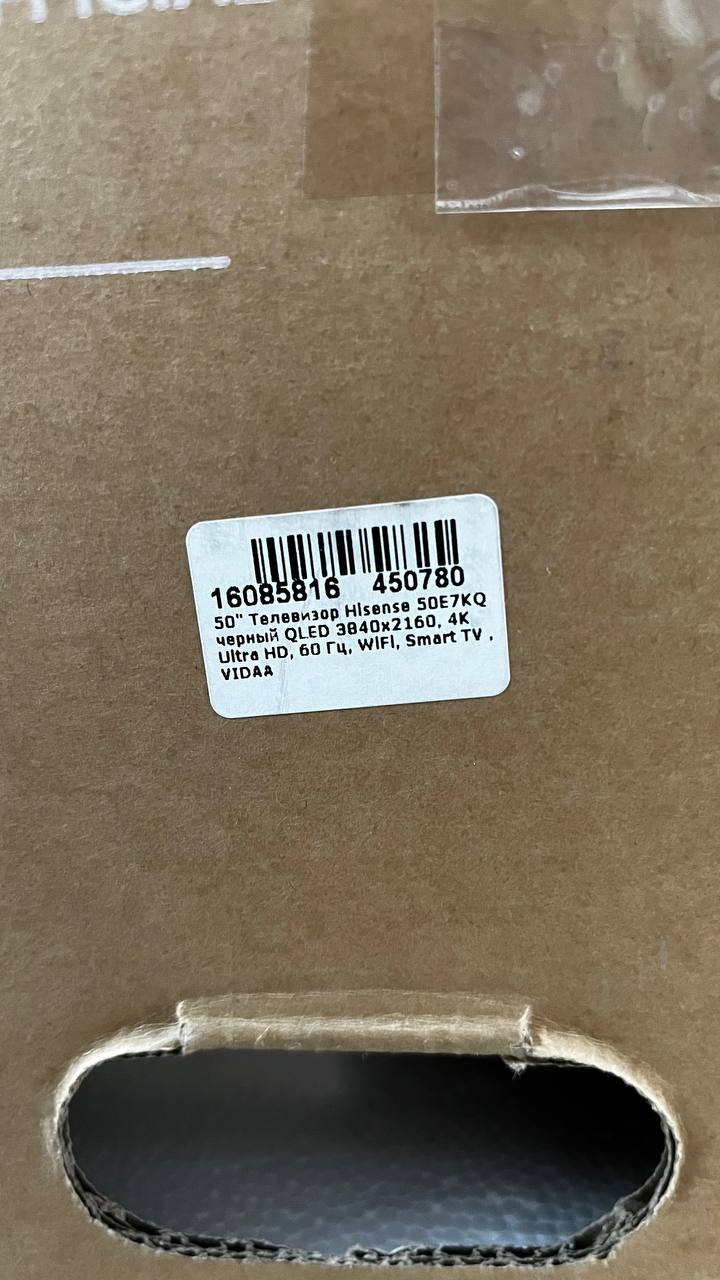 16085816 450780
50" Телевизор Hisense 50E7KQ
черный QLED 3840x2160, 4K
Ultra HD, 60 Гц, WiFi, Smart TV ,
VIDAA